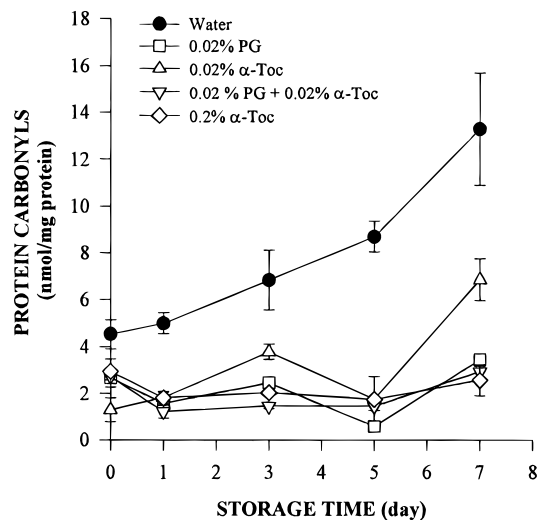 18
16
14
12
10
8
6
4
2
0
PROTEIN CARBONYLS
(nmol/mg protein)
Water
0.02% PG
0.02% α-Toc
0.02 % PG + 0.02% α-Toc
0.2% α-Toc
0 1 2 3 4 5 6 7 8
STORAGE TIME (day)